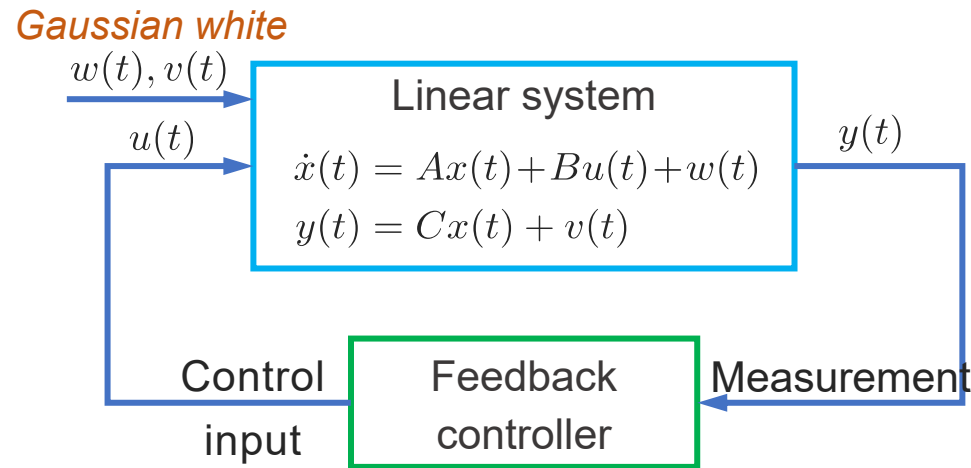 Gaussian white
w(t), v(t)
Linear system
u(t)
y(t)
ẋ(t) = Ax(t)+Bu(t)+w(t)
y(t) = Cx(t) + v(t)
Control
input
Feedback
controller
Measurement